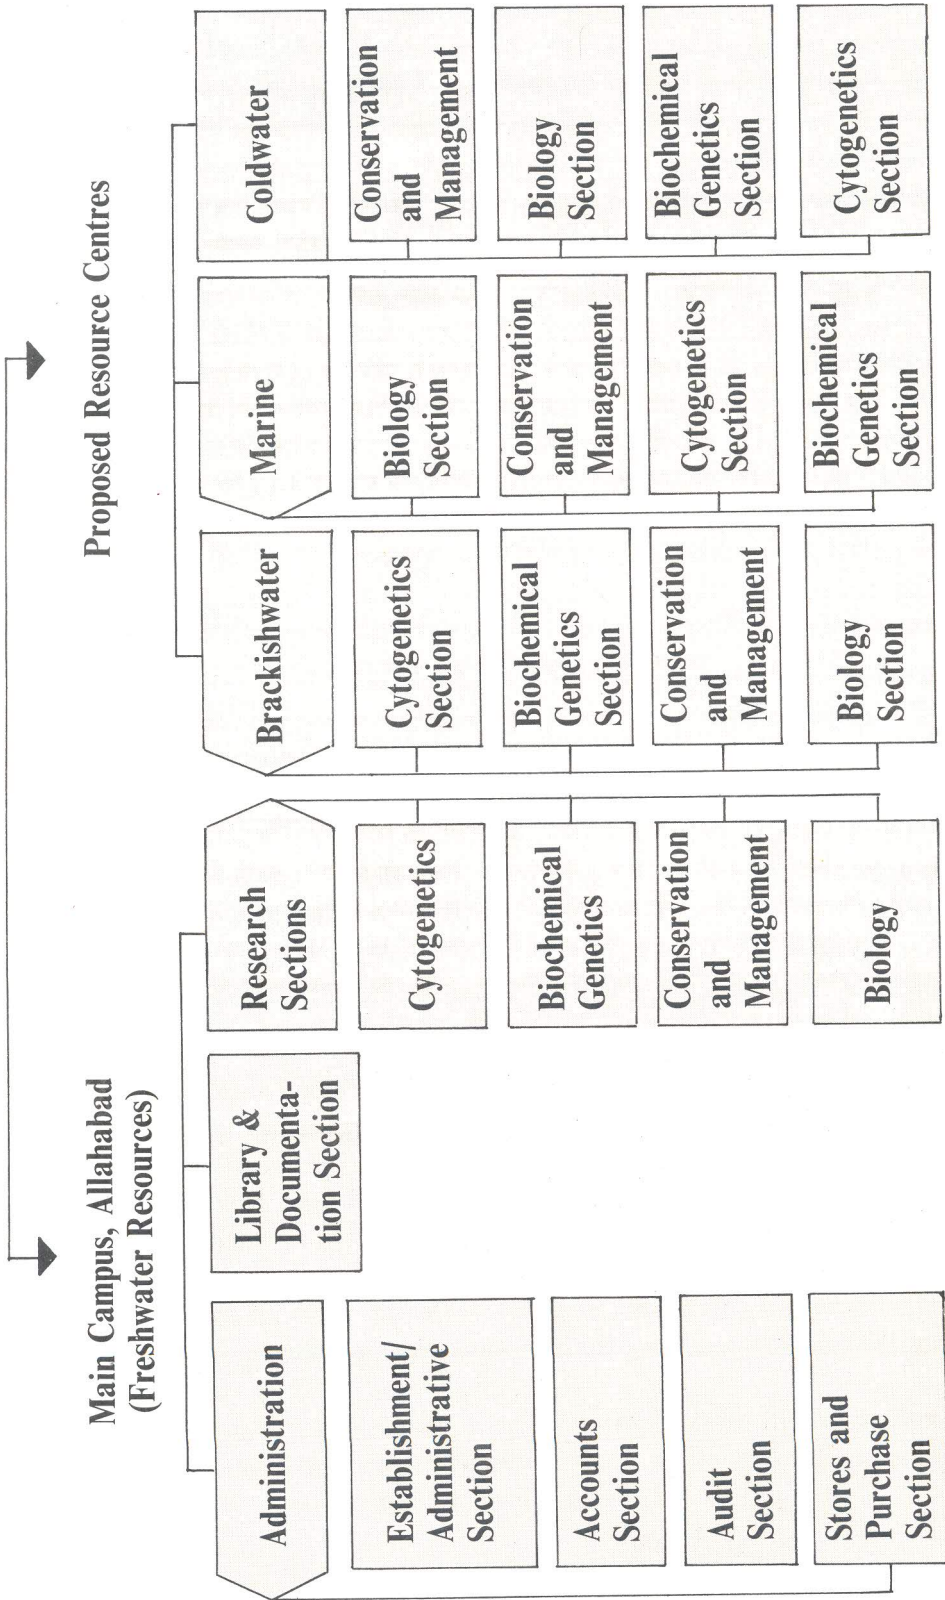 Main Campus, Allahabad
(Freshwater Resources)
Administration
Establishment/
Administrative
Section
Accounts
Section
Audit
Section
Stores and
Purchase
Section
Library &
Documenta-
tion Section
Research
Sections
Cytogenetics
Biochemical
Genetics
Conservation
and
Management
Biology
Proposed Resource Centres
Brackishwater
Cytogenetics
Section
Biochemical
Genetics
Section
Conservation
and
Management
Biology
Section
Marine
Biology
Section
Conservation
and
Management
Cytogenetics
Section
Biochemical
Genetics
Section
Coldwater
Conservation
and
Management
Biology
Section
Biochemical
Genetics
Section
Cytogenetics
Section